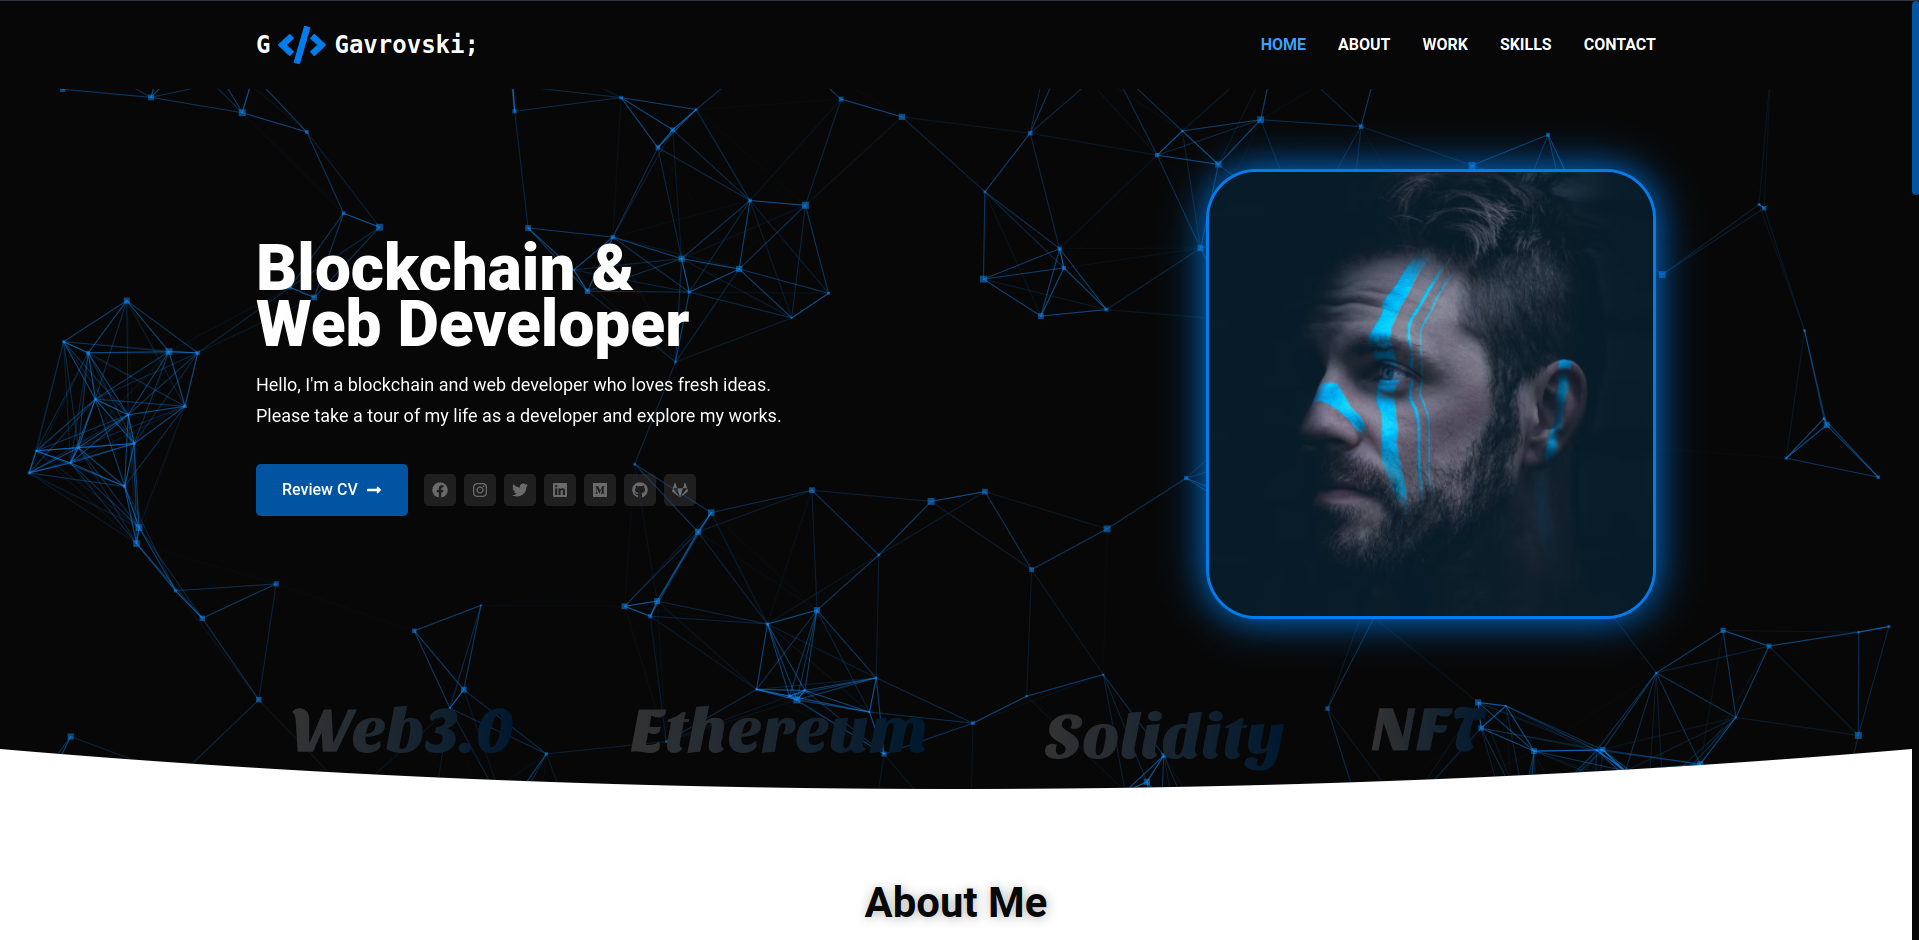 G </> Gavrovski;
HOME ABOUT WORK SKILLS CONTACT
Blockchain &
Web Developer
Hello, I'm a blockchain and web developer who loves fresh ideas.
Please take a tour of my life as a developer and explore my works.
Review CV
Web3.0 Ethereum Solidity NFT
About Me